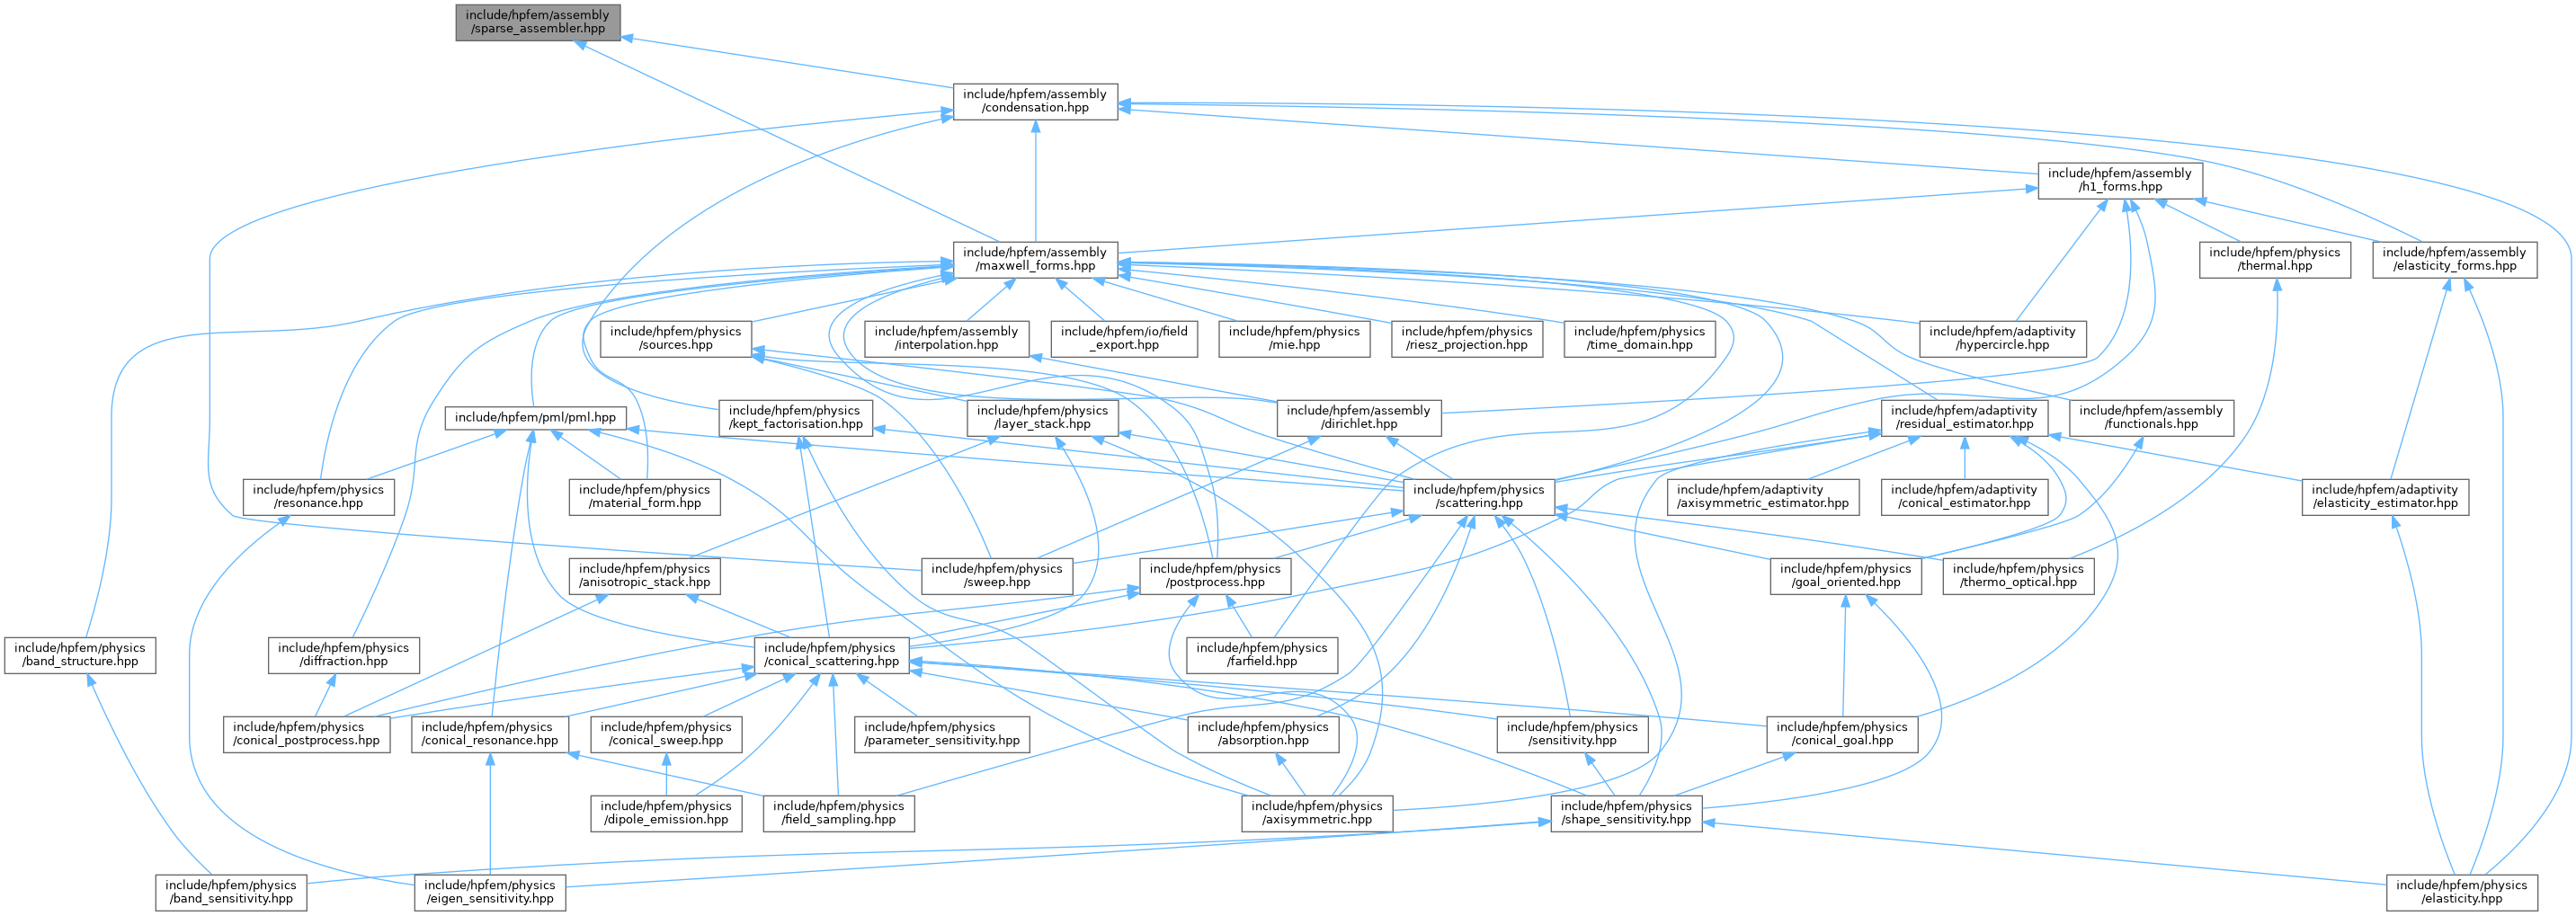 include/hpfem/assembly
/sparse_assembler.hpp
include/hpfem/assembly
/condensation.hpp
include/hpfem/assembly
/h1_forms.hpp
include/hpfem/assembly
/maxwell_forms.hpp
include/hpfem/physics
/thermal.hpp
include/hpfem/assembly
/elasticity_forms.hpp
include/hpfem/physics
/sources.hpp
include/hpfem/assembly
/interpolation.hpp
include/hpfem/io/field
_export.hpp
include/hpfem/physics
/mie.hpp
include/hpfem/physics
/riesz_projection.hpp
include/hpfem/physics
/time_domain.hpp
include/hpfem/adaptivity
/hypercircle.hpp
include/hpfem/pml/pml.hpp
include/hpfem/physics
/kept_factorisation.hpp
include/hpfem/physics
/layer_stack.hpp
include/hpfem/assembly
/dirichlet.hpp
include/hpfem/adaptivity
/residual_estimator.hpp
include/hpfem/assembly
/functionals.hpp
include/hpfem/physics
/resonance.hpp
include/hpfem/physics
/material_form.hpp
include/hpfem/physics
/scattering.hpp
include/hpfem/adaptivity
/axisymmetric_estimator.hpp
include/hpfem/adaptivity
/conical_estimator.hpp
include/hpfem/adaptivity
/elasticity_estimator.hpp
include/hpfem/physics
/anisotropic_stack.hpp
include/hpfem/physics
/sweep.hpp
include/hpfem/physics
/postprocess.hpp
include/hpfem/physics
/goal_oriented.hpp
include/hpfem/physics
/thermo_optical.hpp
include/hpfem/physics
/band_structure.hpp
include/hpfem/physics
/diffraction.hpp
include/hpfem/physics
/conical_scattering.hpp
include/hpfem/physics
/farfield.hpp
include/hpfem/physics
/conical_postprocess.hpp
include/hpfem/physics
/conical_resonance.hpp
include/hpfem/physics
/conical_sweep.hpp
include/hpfem/physics
/parameter_sensitivity.hpp
include/hpfem/physics
/absorption.hpp
include/hpfem/physics
/sensitivity.hpp
include/hpfem/physics
/conical_goal.hpp
include/hpfem/physics
/dipole_emission.hpp
include/hpfem/physics
/field_sampling.hpp
include/hpfem/physics
/axisymmetric.hpp
include/hpfem/physics
/shape_sensitivity.hpp
include/hpfem/physics
/band_sensitivity.hpp
include/hpfem/physics
/eigen_sensitivity.hpp
include/hpfem/physics
/elasticity.hpp